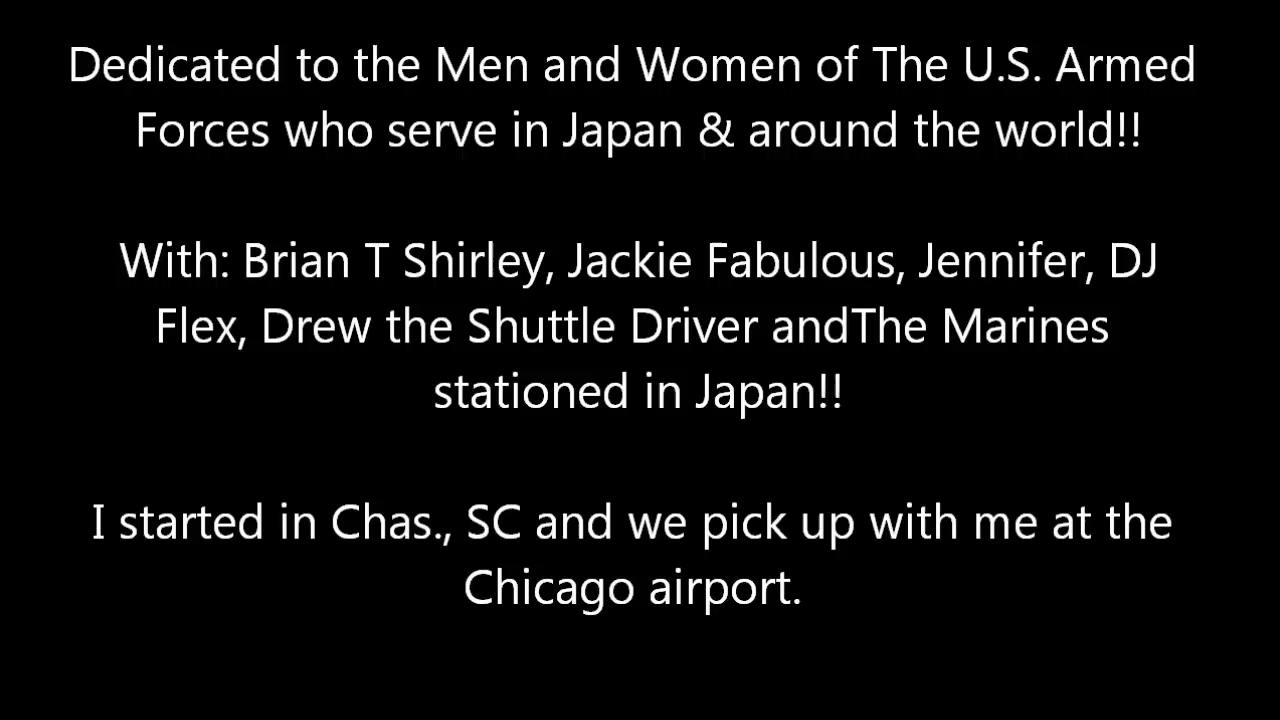 Dedicated to the Men and Women of The U.S. Armed
Forces who serve in Japan & around the world!!
With: Brian T Shirley, Jackie Fabulous, Jennifer, DJ
Flex, Drew the Shuttle Driver andThe Marines
stationed in Japan!!
I started in Chas., SC and we pick up with me at the
Chicago airport.